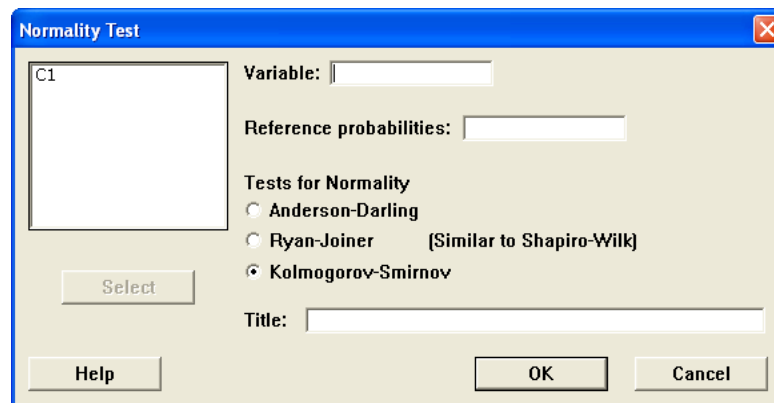 Normality Test
C1
Variable:
Reference probabilities:
Tests for Normality
Anderson-Darling
Ryan-Joiner (Similar to Shapiro-Wilk)
Kolmogorov-Smirnov
Select
Title:
Help
OK
Cancel